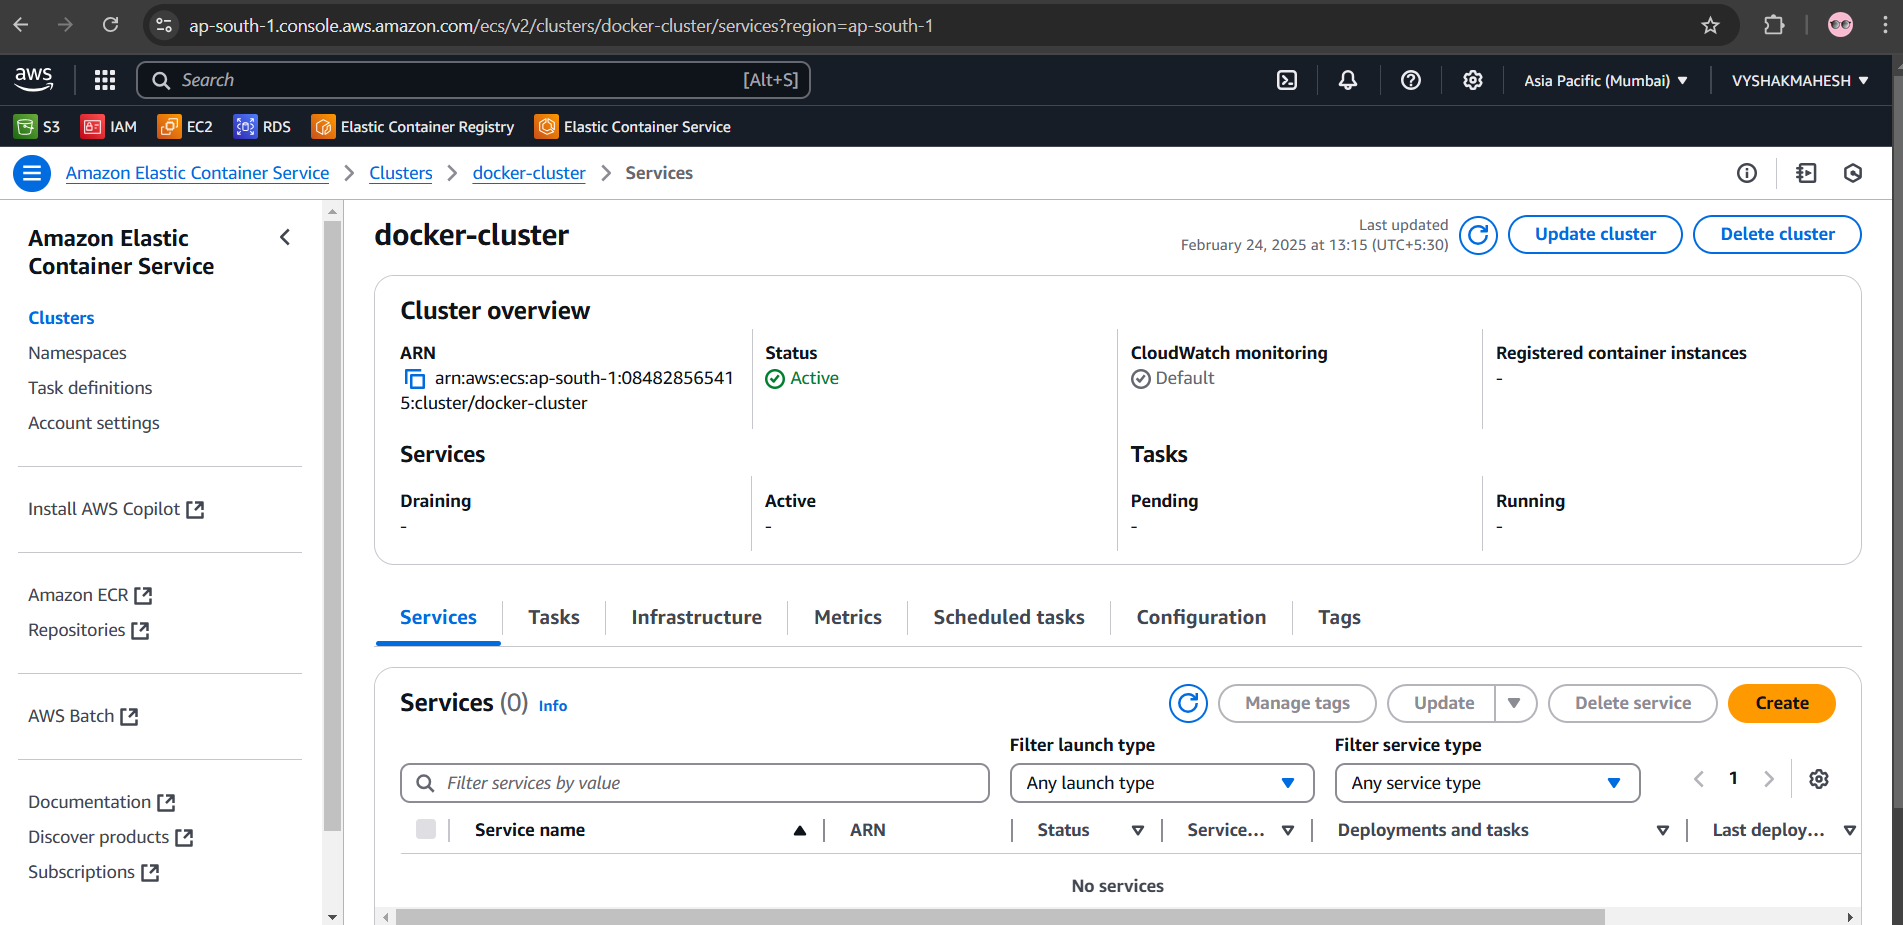 ap-south-1.console.aws.amazon.com/ecs/v2/clusters/docker-cluster/services?region=ap-south-1
aws
Search
[Alt+S]
Asia Pacific (Mumbai)
VYSHAKMAHESH
S3
IAM
EC2
RDS
Elastic Container Registry
Elastic Container Service
Amazon Elastic Container Service
Clusters
docker-cluster
Services
Amazon Elastic
Container Service
Clusters
Namespaces
Task definitions
Account settings
Install AWS Copilot
Amazon ECR
Repositories
AWS Batch
Documentation
Discover products
Subscriptions
docker-cluster
Last updated
February 24, 2025 at 13:15 (UTC+5:30)
Update cluster
Delete cluster
Cluster overview
ARN
arn:aws:ecs:ap-south-1:08482856541
5:cluster/docker-cluster
Status
Active
CloudWatch monitoring
Default
Registered container instances
-
Services
Draining
-
Active
-
Tasks
Pending
-
Running
-
Services
Tasks
Infrastructure
Metrics
Scheduled tasks
Configuration
Tags
Services (0) Info
Manage tags
Update
Delete service
Create
Filter services by value
Filter launch type
Any launch type
Filter service type
Any service type
1
Service name
ARN
Status
Service...
Deployments and tasks
Last deploy...
No services